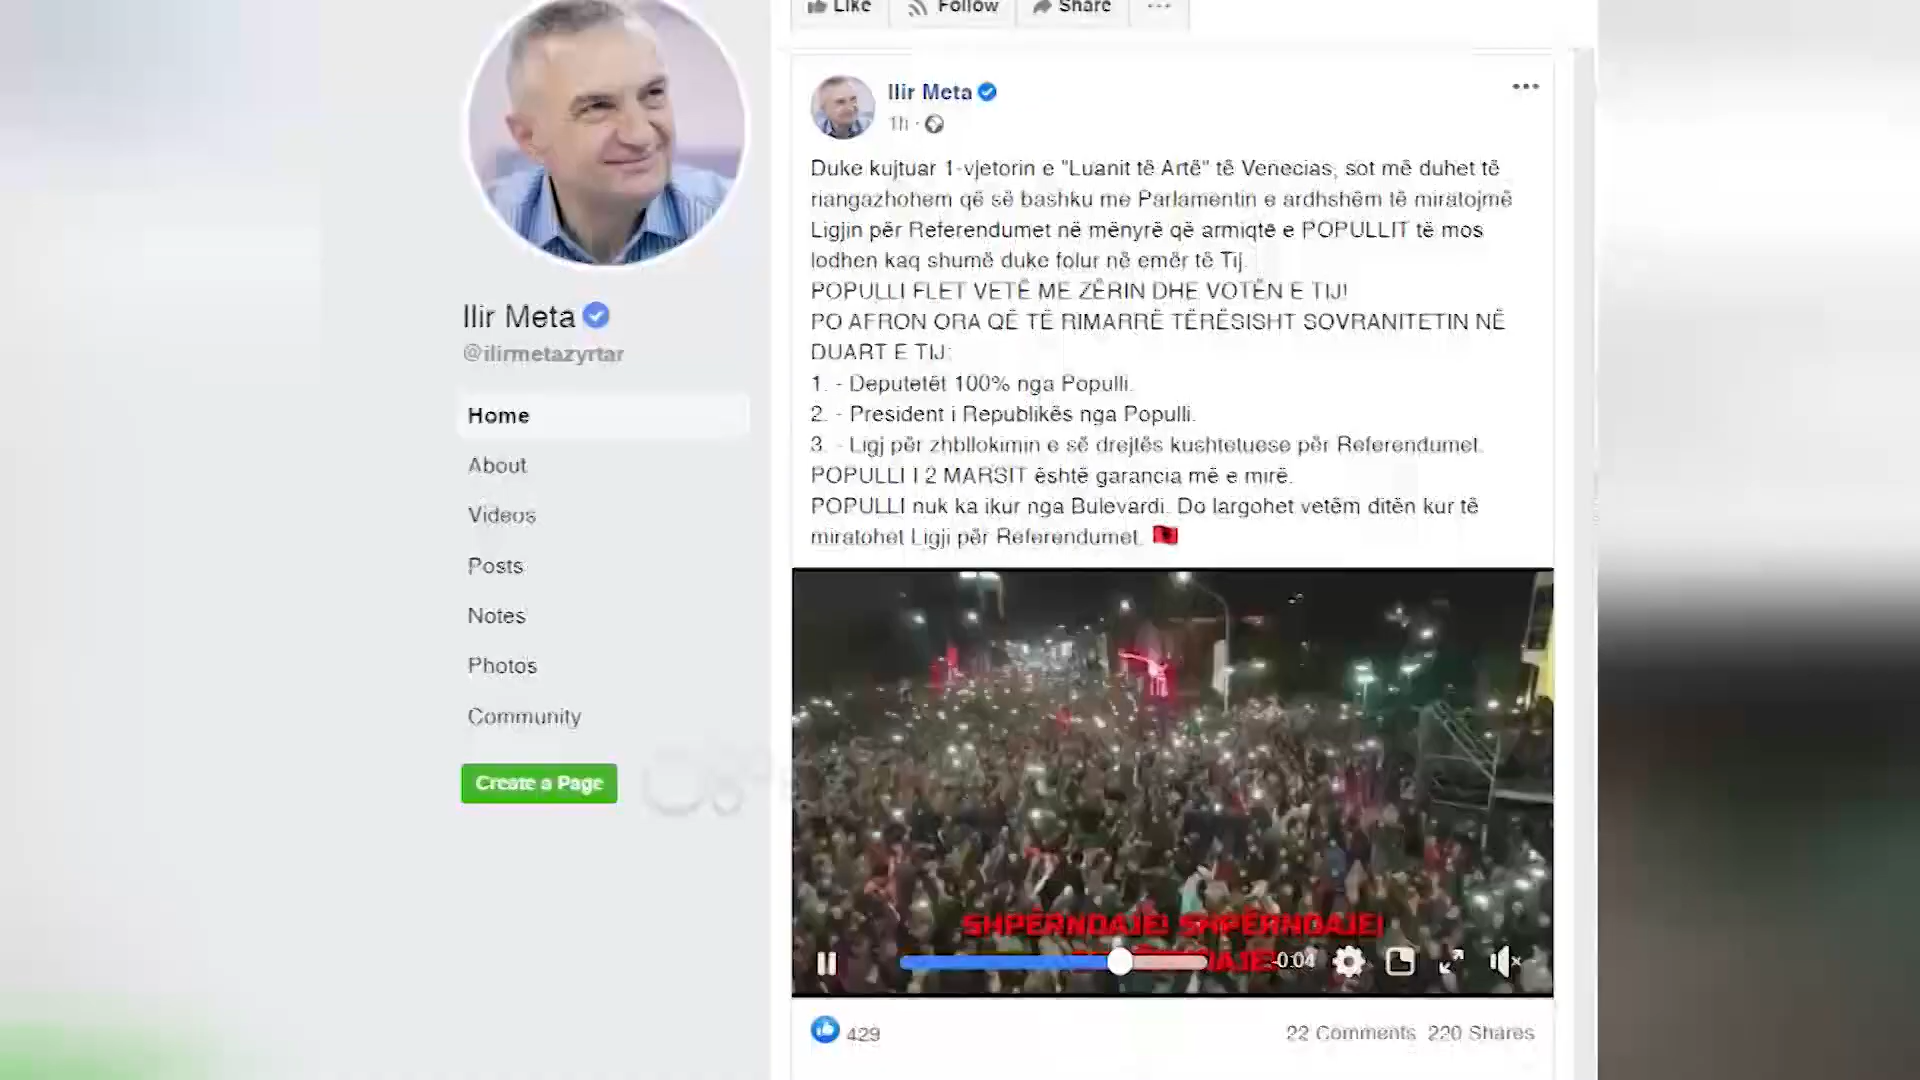 Like Follow Share
Ilir Meta
1h
Duke kujtuar 1-vjetorin e "Luanit të Artë" të Venecias, sot më duhet të
riangazhohem që së bashku me Parlamentin e ardhshëm të miratojmë
Ligjin për Referendumet në mënyrë që armiqtë e POPULLIT të mos
lodhen kaq shumë duke folur në emër të Tij.
POPULLI FLET VETË ME ZËRIN DHE VOTËN E TIJ!
PO AFRON ORA QË TË RIMARRË TËRËSISHT SOVRANITETIN NË
DUART E TIJ:
1. - Deputetët 100% nga Populli.
2. - President i Republikës nga Populli.
3. - Ligj për zhbllokimin e së drejtës kushtetuese për Referendumet.
POPULLI I 2 MARSIT është garancia më e mirë.
POPULLI nuk ka ikur nga Bulevardi. Do largohet vetëm ditën kur të
miratohet Ligji për Referendumet.
Ilir Meta
@ilirmetazyrtar
Home
About
Videos
Posts
Notes
Photos
Community
Create a Page
SHPËRNDAJE! SHPËRNDAJE!
-0:04
429
22 Comments 220 Shares